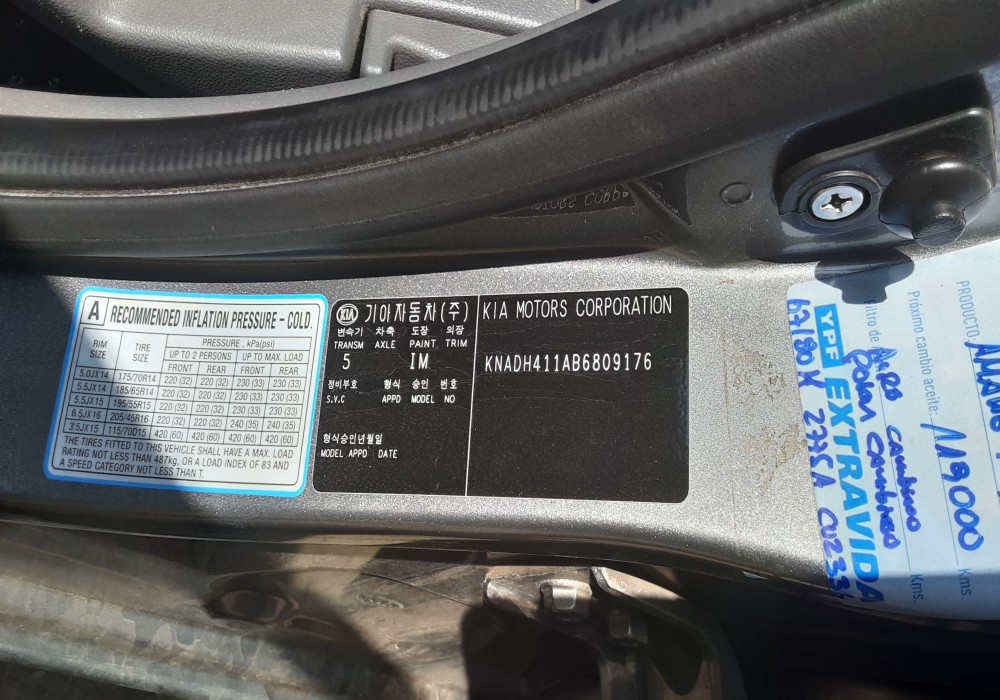 A RECOMMENDED INFLATION PRESSURE - COLD.
RIM SIZE TIRE SIZE PRESSURE, kPa(psi)
UP TO 2 PERSONS UP TO MAX. LOAD
FRONT REAR FRONT REAR
5.0JX14 175/70R14 220 (32) 220 (32) 230 (33) 230 (33)
5.5JX14 185/65R14 220 (32) 220 (32) 230 (33) 230 (33)
5.5JX15 195/55R15 220 (32) 220 (32) 230 (33) 230 (33)
6.5JX16 205/45R16 220 (32) 220 (32) 240 (35) 240 (35)
3.5JX15 115/70D15 420 (60) 420 (60) 420 (60) 420 (60)
THE TIRES FITTED TO THIS VEHICLE SHALL HAVE A MAX. LOAD
RATING NOT LESS THAN 487kg, OR A LOAD INDEX OF 83 AND
A SPEED CATEGORY NOT LESS THAN T.
KIA 기아자동차(주)
변속기 차축 도장 의장
TRANSM AXLE PAINT TRIM
5 IM
정비부호 형식 승인 번호
S.V.C APPD MODEL NO
형식승인년월일
MODEL APPD DATE
KIA MOTORS CORPORATION
KNADH411AB6809176
PRODUCTO
Próximo cambio aceite: 119000 Kms.
Filtro de Kms.
YPF EXTRAVIDA